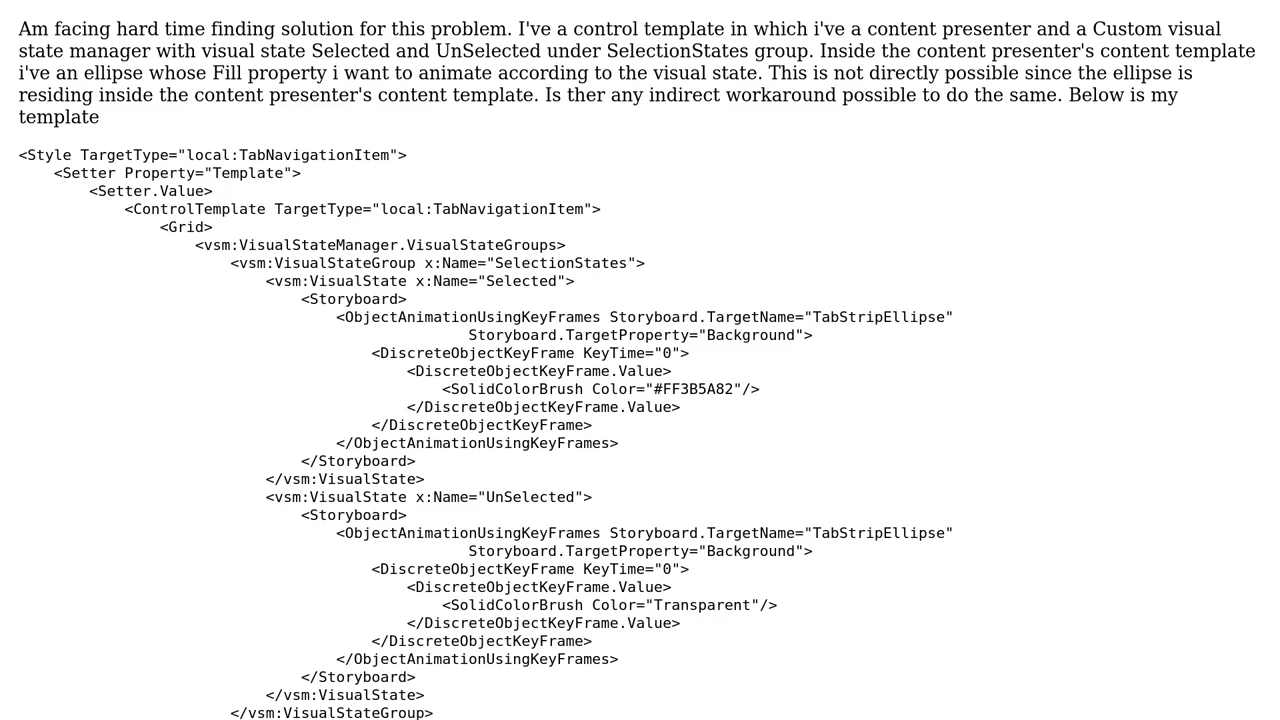 Am facing hard time finding solution for this problem. I've a control template in which i've a content presenter and a Custom visual
state manager with visual state Selected and UnSelected under SelectionStates group. Inside the content presenter's content template
i've an ellipse whose Fill property i want to animate according to the visual state. This is not directly possible since the ellipse is
residing inside the content presenter's content template. Is ther any indirect workaround possible to do the same. Below is my
template
<Style TargetType="local:TabNavigationItem">
    <Setter Property="Template">
        <Setter.Value>
            <ControlTemplate TargetType="local:TabNavigationItem">
                <Grid>
                    <vsm:VisualStateManager.VisualStateGroups>
                        <vsm:VisualStateGroup x:Name="SelectionStates">
                            <vsm:VisualState x:Name="Selected">
                                <Storyboard>
                                    <ObjectAnimationUsingKeyFrames Storyboard.TargetName="TabStripEllipse"
                                                   Storyboard.TargetProperty="Background">
                                        <DiscreteObjectKeyFrame KeyTime="0">
                                            <DiscreteObjectKeyFrame.Value>
                                                <SolidColorBrush Color="#FF3B5A82"/>
                                            </DiscreteObjectKeyFrame.Value>
                                        </DiscreteObjectKeyFrame>
                                    </ObjectAnimationUsingKeyFrames>
                                </Storyboard>
                            </vsm:VisualState>
                            <vsm:VisualState x:Name="UnSelected">
                                <Storyboard>
                                    <ObjectAnimationUsingKeyFrames Storyboard.TargetName="TabStripEllipse"
                                                   Storyboard.TargetProperty="Background">
                                        <DiscreteObjectKeyFrame KeyTime="0">
                                            <DiscreteObjectKeyFrame.Value>
                                                <SolidColorBrush Color="Transparent"/>
                                            </DiscreteObjectKeyFrame.Value>
                                        </DiscreteObjectKeyFrame>
                                    </ObjectAnimationUsingKeyFrames>
                                </Storyboard>
                            </vsm:VisualState>
                        </vsm:VisualStateGroup>